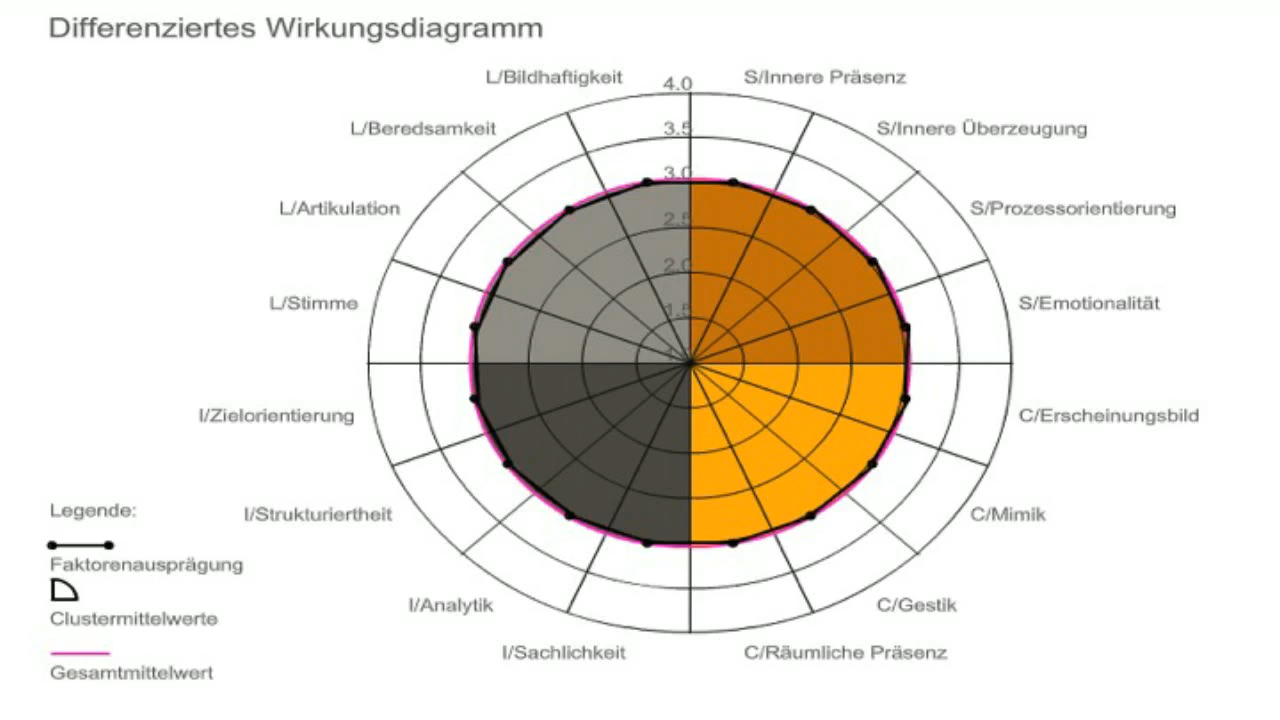 Differenziertes Wirkungsdiagramm
L/Bildhaftigkeit
4.0
S/Innere Präsenz
L/Beredsamkeit
3.5
S/Innere Überzeugung
3.0
L/Artikulation
2.5
S/Prozessorientierung
2.0
L/Stimme
1.5
S/Emotionalität
I/Zielorientierung
C/Erscheinungsbild
Legende:
I/Strukturiertheit
C/Mimik
Faktorenausprägung
I/Analytik
C/Gestik
Clustermittelwerte
I/Sachlichkeit
C/Räumliche Präsenz
Gesamtmittelwert